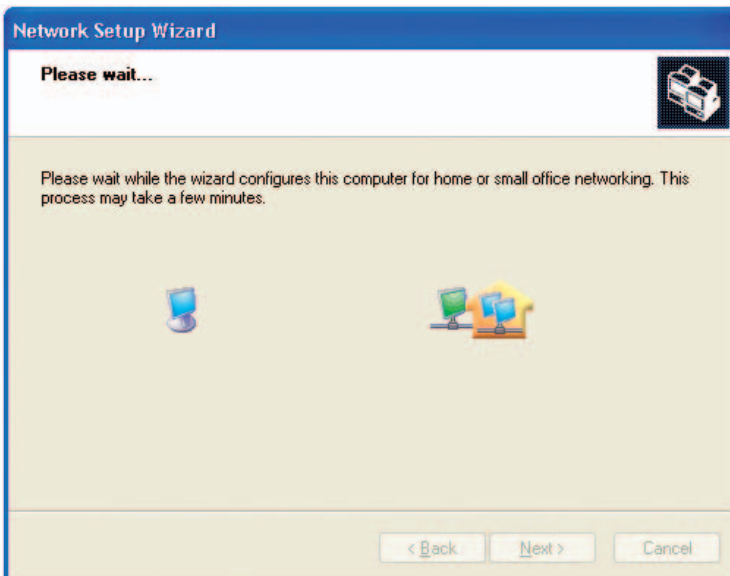 Network Setup Wizard
Please wait...
Please wait while the wizard configures this computer for home or small office networking. This
process may take a few minutes.
< Back
Next >
Cancel